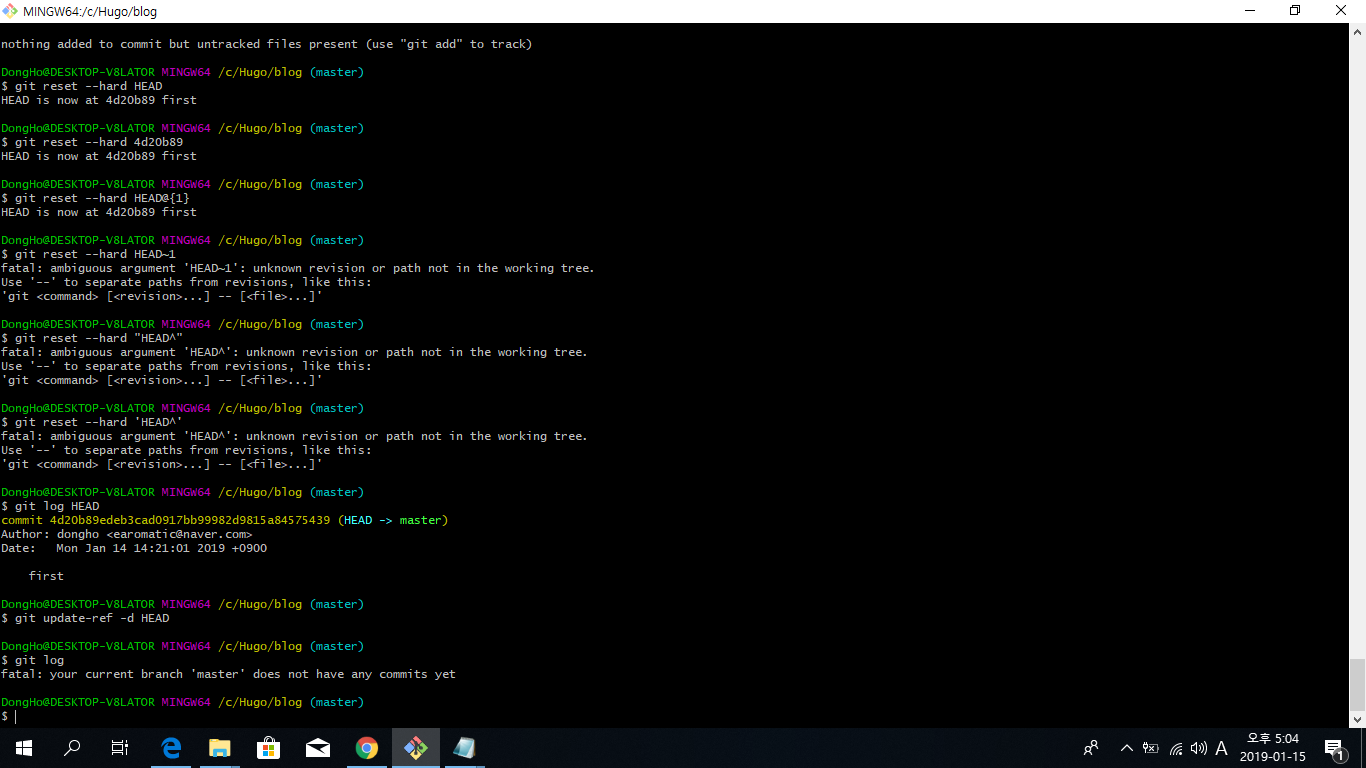 MINGW64:/c/Hugo/blog
nothing added to commit but untracked files present (use "git add" to track)
DongHo@DESKTOP-V8LATOR MINGW64 /c/Hugo/blog (master)
$ git reset --hard HEAD
HEAD is now at 4d20b89 first
DongHo@DESKTOP-V8LATOR MINGW64 /c/Hugo/blog (master)
$ git reset --hard 4d20b89
HEAD is now at 4d20b89 first
DongHo@DESKTOP-V8LATOR MINGW64 /c/Hugo/blog (master)
$ git reset --hard HEAD@{1}
HEAD is now at 4d20b89 first
DongHo@DESKTOP-V8LATOR MINGW64 /c/Hugo/blog (master)
$ git reset --hard HEAD~1
fatal: ambiguous argument 'HEAD~1': unknown revision or path not in the working tree.
Use '--' to separate paths from revisions, like this:
'git <command> [<revision>...] -- [<file>...]'
DongHo@DESKTOP-V8LATOR MINGW64 /c/Hugo/blog (master)
$ git reset --hard "HEAD^"
fatal: ambiguous argument 'HEAD^': unknown revision or path not in the working tree.
Use '--' to separate paths from revisions, like this:
'git <command> [<revision>...] -- [<file>...]'
DongHo@DESKTOP-V8LATOR MINGW64 /c/Hugo/blog (master)
$ git reset --hard 'HEAD^'
fatal: ambiguous argument 'HEAD^': unknown revision or path not in the working tree.
Use '--' to separate paths from revisions, like this:
'git <command> [<revision>...] -- [<file>...]'
DongHo@DESKTOP-V8LATOR MINGW64 /c/Hugo/blog (master)
$ git log HEAD
commit 4d20b89edeb3cad0917bb99982d9815a84575439 (HEAD -> master)
Author: dongho <earomatic@naver.com>
Date:   Mon Jan 14 14:21:01 2019 +0900
first
DongHo@DESKTOP-V8LATOR MINGW64 /c/Hugo/blog (master)
$ git update-ref -d HEAD
DongHo@DESKTOP-V8LATOR MINGW64 /c/Hugo/blog (master)
$ git log
fatal: your current branch 'master' does not have any commits yet
DongHo@DESKTOP-V8LATOR MINGW64 /c/Hugo/blog (master)
$
A
오후 5:04
2019-01-15
1